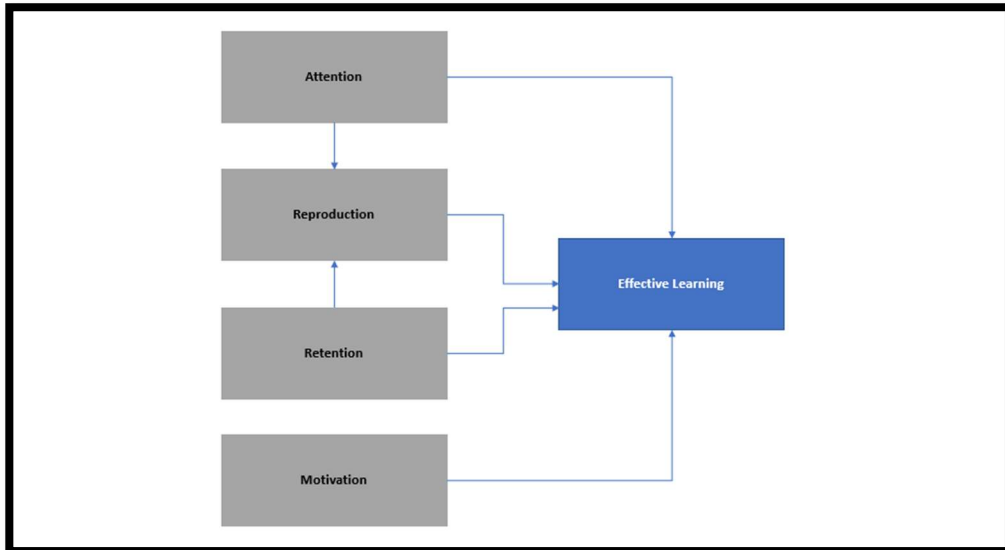 Attention
Reproduction
Effective Learning
Retention
Motivation